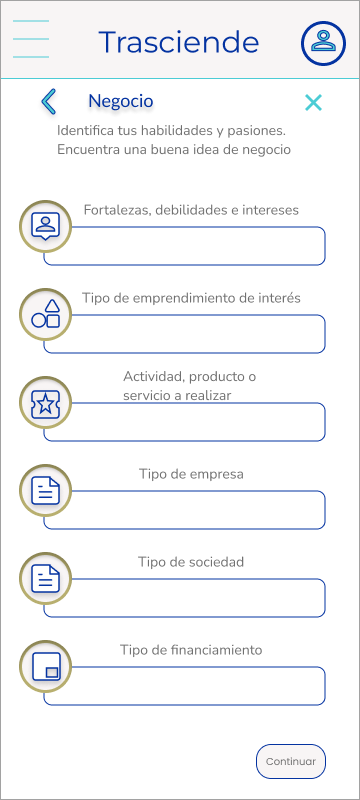 Trasciende
Negocio
Identifica tus habilidades y pasiones.
Encuentra una buena idea de negocio
Fortalezas, debilidades e intereses
Tipo de emprendimiento de interés
Actividad, producto o
servicio a realizar
Tipo de empresa
Tipo de sociedad
Tipo de financiamiento
Continuar